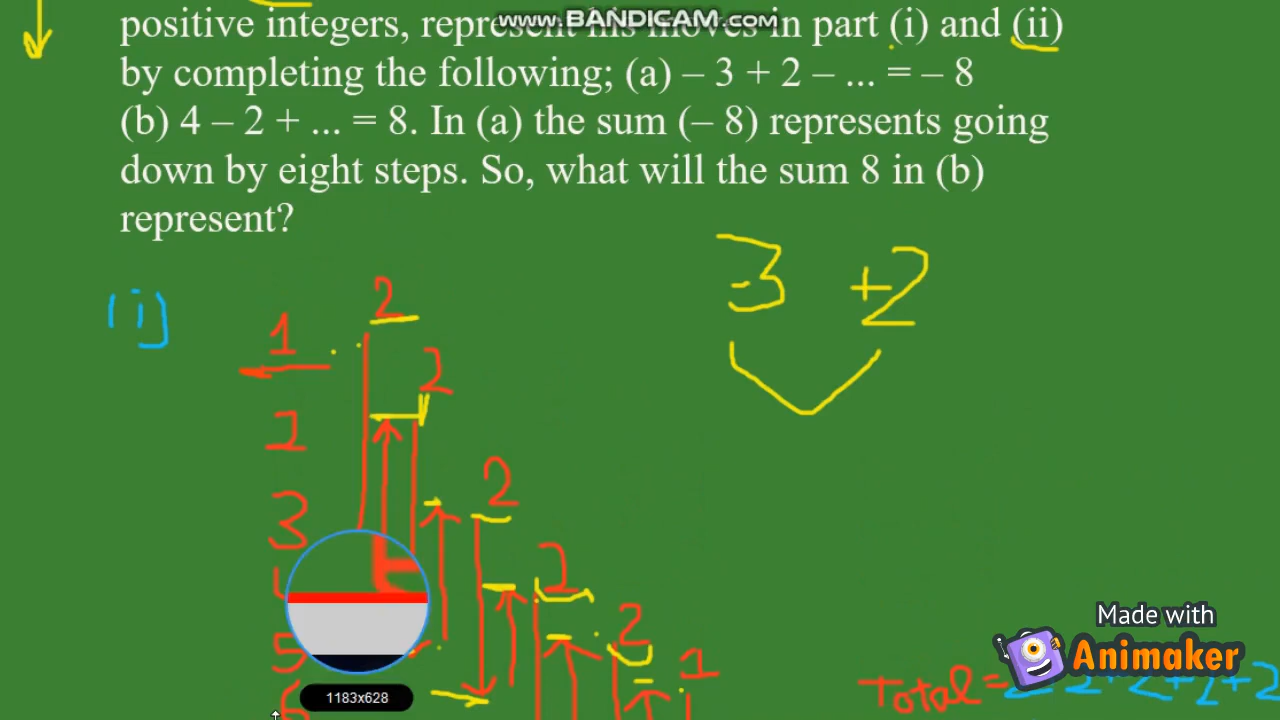 www.BANDICAM.com
positive integers, represent his moves in part (i) and (ii)
by completing the following; (a) – 3 + 2 – ... = – 8
(b) 4 – 2 + ... = 8. In (a) the sum (– 8) represents going
down by eight steps. So, what will the sum 8 in (b)
represent?
-3 +2
(i)
2
1
2
2
2
3
2
2
5
1
6
1183x628
Made with
Animaker
Total =